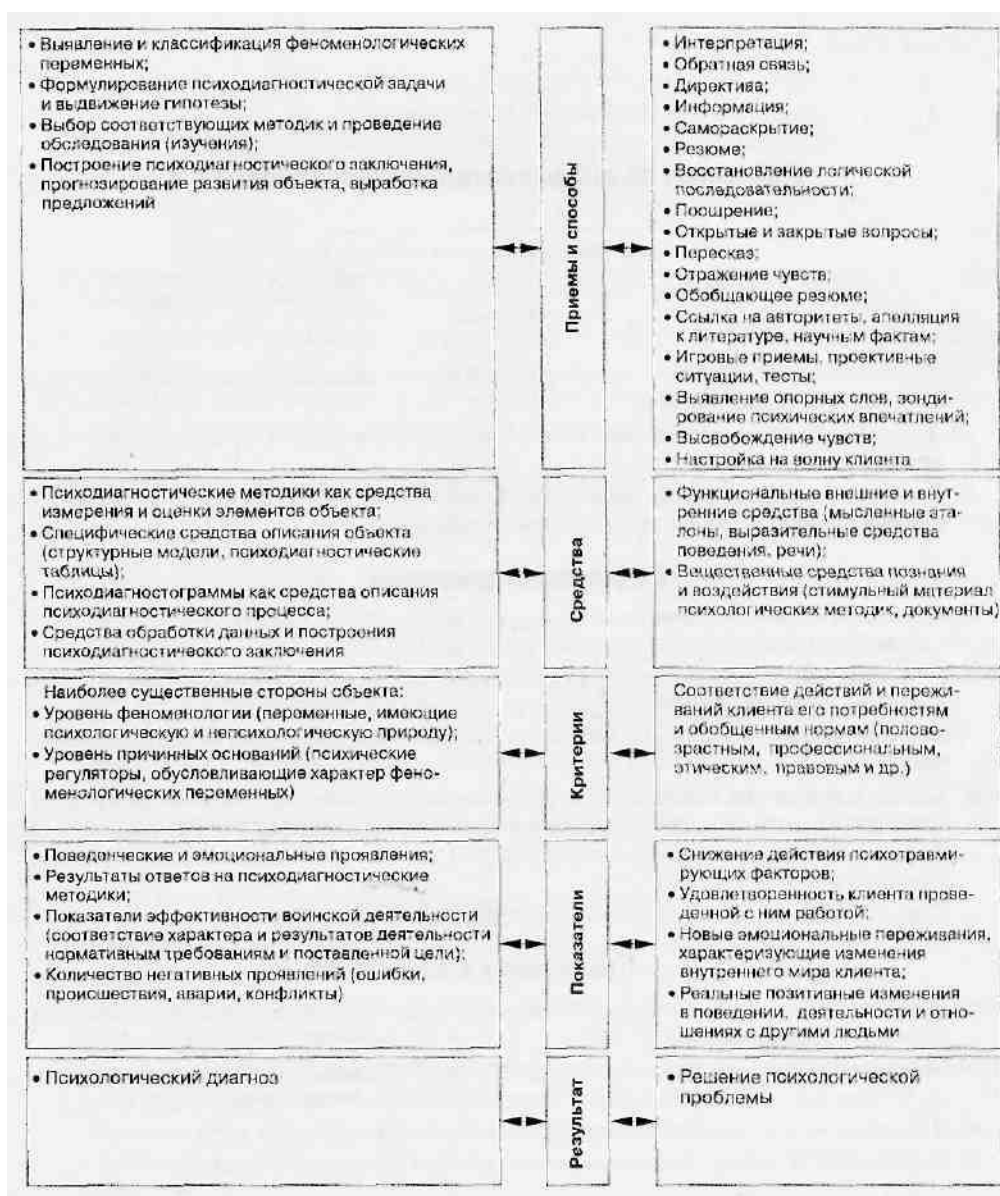 • Выявление и классификация феноменологических
переменных;
• Формулирование психодиагностической задачи
и выдвижение гипотезы;
• Выбор соответствующих методик и проведение
обследования (изучения);
• Построение психодиагностического заключения,
прогнозирование развития объекта, выработка
предложений
Приемы и способы
• Интерпретация;
• Обратная связь;
• Директива;
• Информация;
• Самораскрытие;
• Резюме;
• Восстановление логической
последовательности;
• Поощрение;
• Открытые и закрытые вопросы;
• Пересказ;
• Отражение чувств;
• Обобщающее резюме;
• Ссылка на авторитеты, апелляция
к литературе, научным фактам;
• Игровые приемы, проективные
ситуации, тесты;
• Выявление опорных слов, зонди-
рование психических впечатлений;
• Высвобождение чувств;
• Настройка на волну клиента
• Психодиагностические методики как средства
измерения и оценки элементов объекта;
• Специфические средства описания объекта
(структурные модели, психодиагностические
таблицы);
• Психодиагностограммы как средства описания
психодиагностического процесса;
• Средства обработки данных и построения
психодиагностического заключения
Средства
• Функциональные внешние и внут-
ренние средства (мысленные эта-
лоны, выразительные средства
поведения, речи);
• Вещественные средства познания
и воздействия (стимульный материал
психологических методик, документы)
Наиболее существенные стороны объекта:
• Уровень феноменологии (переменные, имеющие
психологическую и непсихологическую природу);
• Уровень причинных оснований (психические
регуляторы, обусловливающие характер фено-
менологических переменных)
Критерии
Соответствие действий и пережи-
ваний клиента его потребностям
и обобщенным нормам (полово-
зрастным, профессиональным,
этическим, правовым и др.)
• Поведенческие и эмоциональные проявления;
• Результаты ответов на психодиагностические
методики;
• Показатели эффективности воинской деятельности
(соответствие характера и результатов деятельности
нормативным требованиям и поставленной цели);
• Количество негативных проявлений (ошибки,
происшествия, аварии, конфликты)
Показатели
• Снижение действия психотравми-
рующих факторов;
• Удовлетворенность клиента прове-
денной с ним работой;
• Новые эмоциональные переживания,
характеризующие изменения
внутреннего мира клиента;
• Реальные позитивные изменения
в поведении, деятельности и отно-
шениях с другими людьми
• Психологический диагноз
Результат
• Решение психологической
проблемы